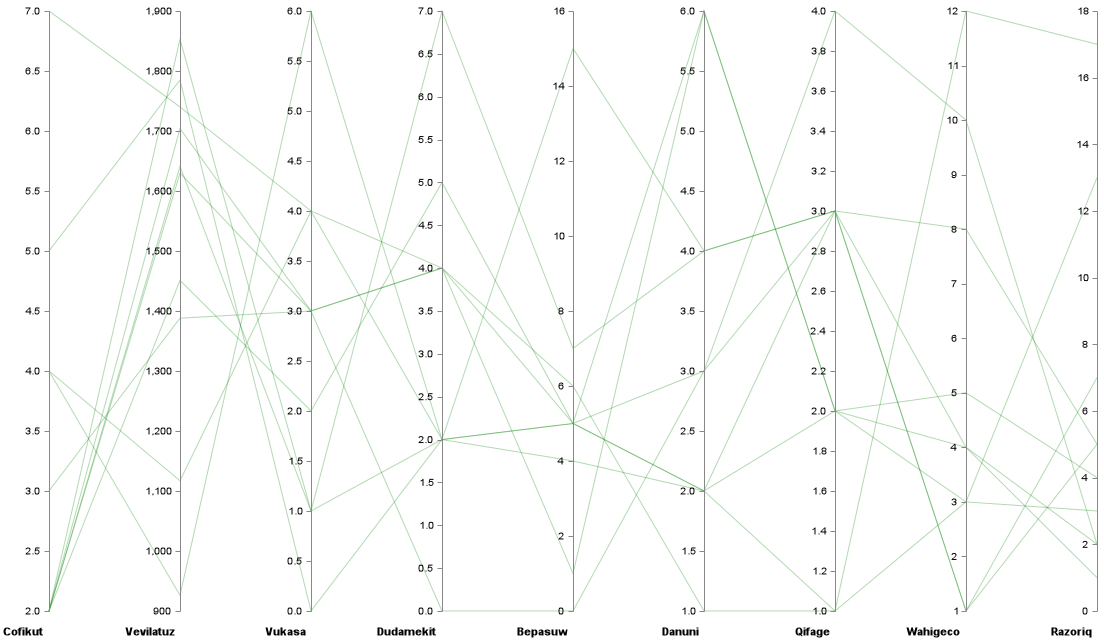 7.0 1,900 6.0 7.0 16 6.0 4.0 12 18
6.5 1,800 5.5 6.5 14 5.5 3.8 11 16
6.0 1,700 5.0 6.0 12 5.0 3.6 10 14
5.5 1,600 4.5 5.5 10 4.5 3.4 9 12
5.0 1,500 4.0 5.0 8 4.0 3.2 8 10
4.5 1,400 3.5 4.5 6 3.5 3.0 7 8
4.0 1,300 3.0 4.0 4 3.0 2.8 6 6
3.5 1,200 2.5 3.5 2 2.5 2.6 5 4
3.0 1,100 2.0 3.0 0 2.0 2.4 4 2
2.5 1,000 1.5 2.5 1.5 2.2 3 0
2.0 900 1.0 2.0 1.0 2.0 2
0.5 1.5 1.8 1
0.0 1.0 1.6
0.5 1.4
0.0 1.2
1.0
Cofikut Vevilatuz Vukasa Dudamekit Bepasuw Danuni Qifage Wahigeco Razoriq